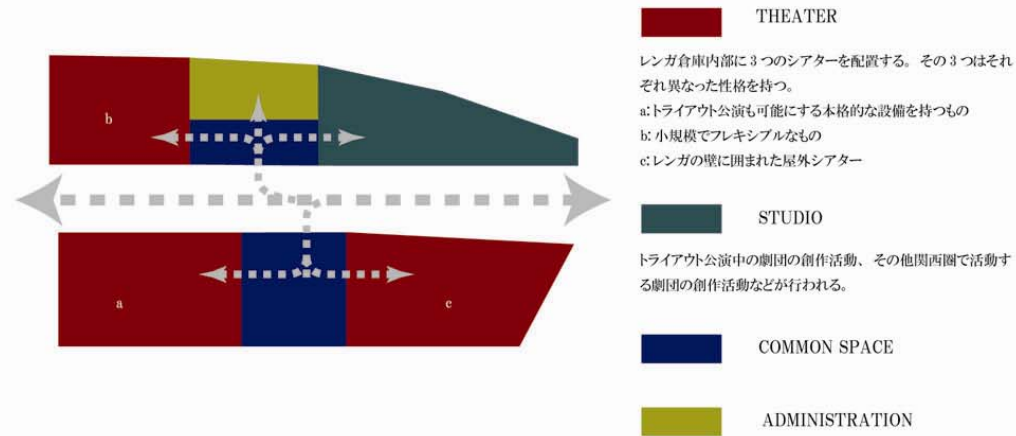 THEATER
レンガ倉庫内部に3つのシアターを配置する。その3つはそれ
ぞれ異なった性格を持つ。
a:トライアウト公演も可能にする本格的な設備を持つもの
b: 小規模でフレキシブルなもの
c:レンガの壁に囲まれた屋外シアター
b
STUDIO
トライアウト公演中の劇団の創作活動、その他関西圏で活動す
る劇団の創作活動などが行われる。
a
c
COMMON SPACE
ADMINISTRATION